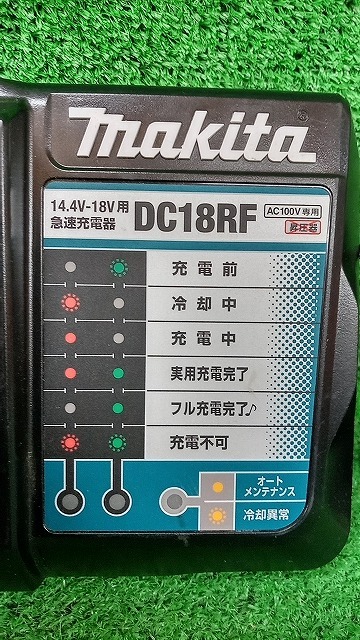 makita®
14.4V-18V用
急速充電器
DC18RF
AC100V専用
昇圧器
充電前
冷却中
充電中
実用充電完了
フル充電完了♪
充電不可
オート
メンテナンス
冷却異常